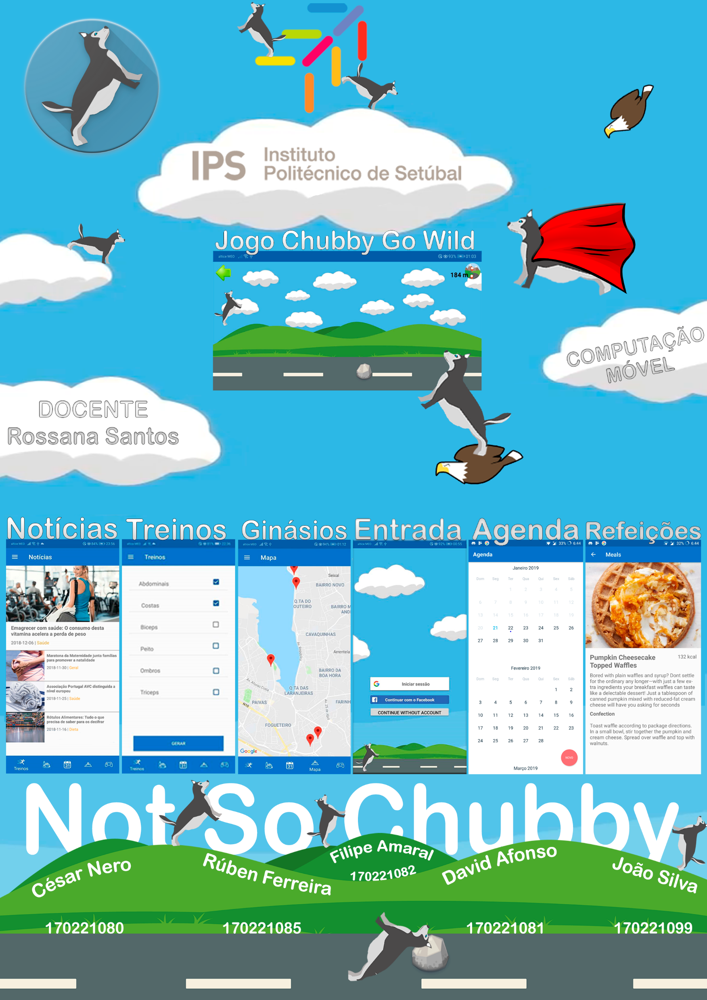 IPS Instituto
Politécnico de Setúbal
Jogo Chubby Go Wild
altice MEO 93% 01:03
184 m
COMPUTAÇÃO
MÓVEL
DOCENTE
Rossana Santos
Notícias
altice MEO 84% 23:56
Notícias
Emagrecer com saúde: O consumo desta
vitamina acelera a perda de peso
2018-12-06 | Saúde
Maratona da Maternidade junta famílias
para promover a natalidade
2018-11-30 | Geral
Associação Portugal AVC distinguida a
nível europeu
2018-11-25 | Saúde
Rótulos Alimentares: Tudo o que
precisa de saber para os decifrar
2018-11-16 | Dieta
31
Treinos
Treinos
altice MEO
Treinos
Abdominais
Costas
Biceps
Peito
Ombros
Triceps
GERAR
31
Treinos
Ginásios
altice MEO 94% 01:12
Mapa
Seixal
BAIRRO NOVO
Q.TA DO
OUTEIRO
BAIRRO M
AND
CAVAQUINHAS
Av. República
Arrentela
BAIRRO DA
BOA HORA
Av. Afonso Costa
Q.TA DAS
LARANJEIRAS
PAIVAS
N10
Av. 25 de Abril
FARINH
FOGUETEIRO
Google
31
Mapa
Entrada
altice MEO 92% 00:55
G Iniciar sessão
f Continuar com o Facebook
CONTINUE WITHOUT ACCOUNT
Agenda
33% 6:44
Agenda
Janeiro 2019
Dom Seg Ter Qua Qui Sex Sáb
1 2 3 4 5
6 7 8 9 10 11 12
13 14 15 16 17 18 19
20 21 22 23 24 25 26
27 28 29 30 31
Fevereiro 2019
Dom Seg Ter Qua Qui Sex Sáb
1 2
3 4 5 6 7 8 9
10 11 12 13 14 15 16
17 18 19 20 21 22 23
24 25 26 27 28
NOVO
Março 2019
Refeições
32% 6:44
Meals
Pumpkin Cheesecake 132 kcal
Topped Waffles
Bored with plain waffles and syrup? Dont settle
for the ordinary any longer—with just a few ex-
tra ingredients your breakfast waffles can taste
like a delectable dessert! Just a tablespoon of
canned pumpkin mixed with reduced-fat cream
cheese will have you asking for seconds
Confection
Toast waffle according to package directions.
In a small bowl, stir together the pumpkin and
cream cheese. Spread over waffle and top with
walnuts.
Not So Chubby
César Nero
Rúben Ferreira
Filipe Amaral
David Afonso
João Silva
170221082
170221080
170221085
170221081
170221099